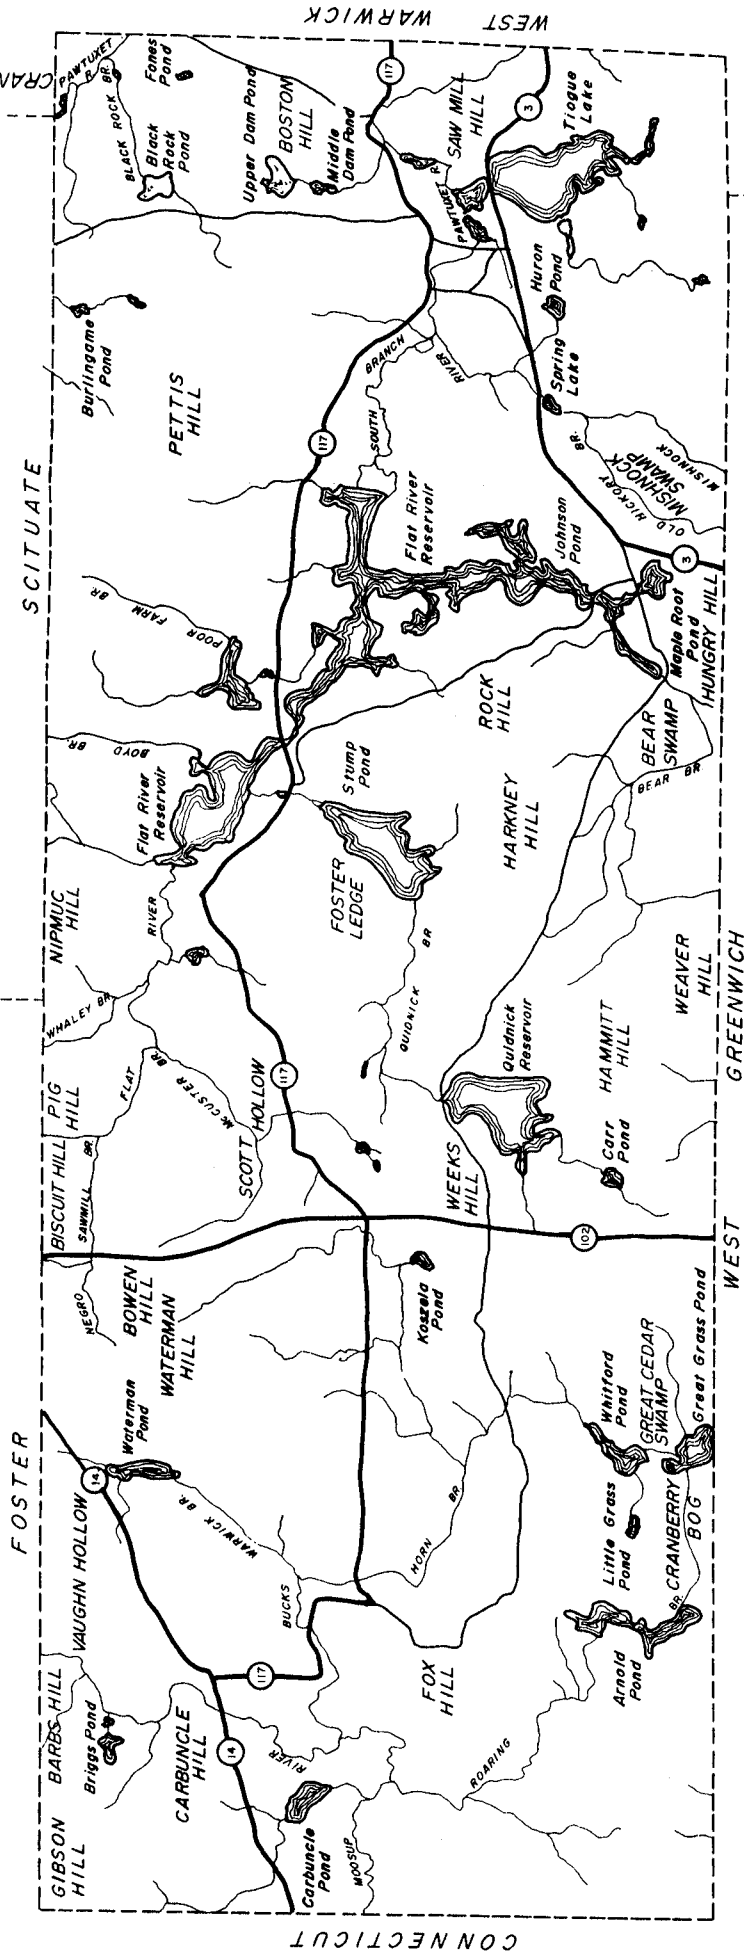 FOSTER
SCITUATE
CRAN
CONNECTICUT
WEST
WARWICK
WEST
GREENWICH
GIBSON
HILL
BARBS HILL
Briggs Pond
VAUGHN HOLLOW
CARBUNCLE
HILL
14
14
Carbuncle
Pond
MOOSUP
RIVER
117
BUCKS
HORN
BR
WARWICK BR.
Waterman
Pond
WATERMAN
HILL
BOWEN
HILL
NEGRO
SAWMILL
BR.
BISCUIT HILL
PIG
HILL
FLAT
RIVER
WHALEY BR.
NIPMUC
HILL
McCUSTER
BR.
SCOTT HOLLOW
117
FOX
HILL
ROARING
BR.
Arnold
Pond
Little Grass
Pond
CRANBERRY
BOG
Whitford
Pond
GREAT CEDAR
SWAMP
Great Grass Pond
Koszela
Pond
102
WEEKS
HILL
Quidnick
Reservoir
Carr
Pond
HAMMITT
HILL
WEAVER
HILL
QUIDNICK
BR
FOSTER
LEDGE
Stump
Pond
Flat River
Reservoir
BOYD
BR.
POOR
FARM
BR
HARKNEY
HILL
ROCK
HILL
BEAR
SWAMP
BEAR
BR.
HUNGRY HILL
Maple Root
Pond
Johnson
Pond
Flat River
Reservoir
3
OLD HICKORY
BR.
MISHNOCK
SWAMP
MISHNOCK
RIVER
Spring
Lake
Huron
Pond
SOUTH
BRANCH
PAWTUXET
R.
117
PETTIS
HILL
Burlingame
Pond
BLACK ROCK
BR.
Black
Rock
Pond
PAWTUXET
R.
Fones
Pond
Upper Dam Pond
BOSTON
HILL
Middle
Dam Pond
117
SAW MILL
HILL
3
Tiogue
Lake